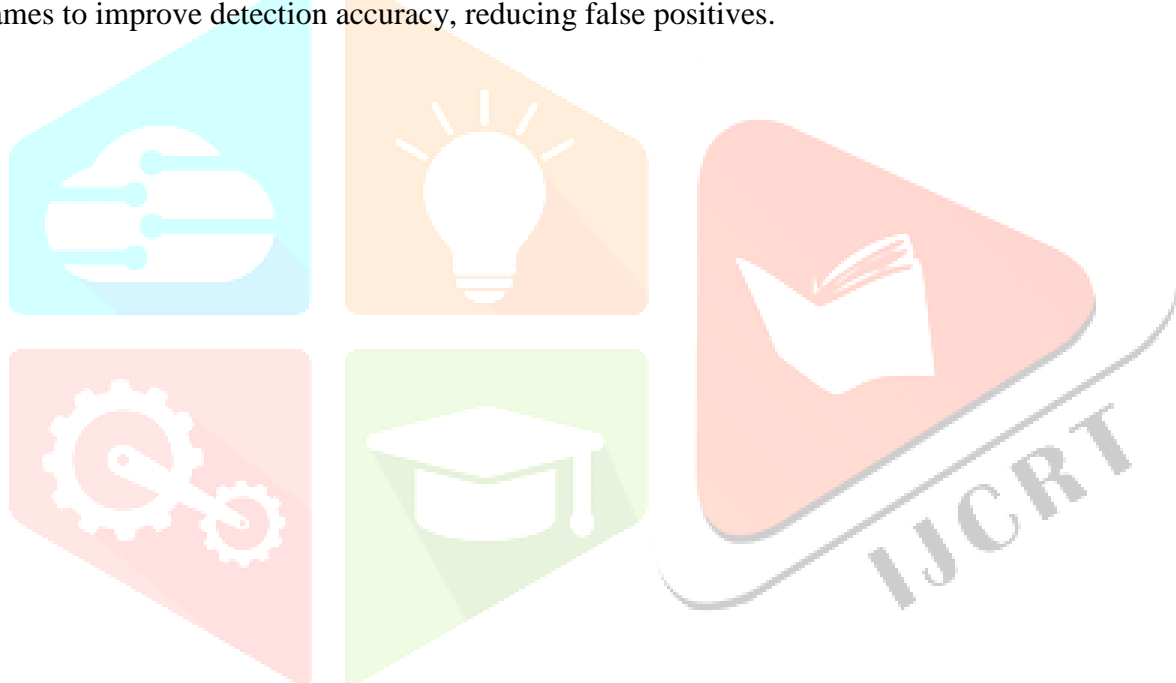 ames to improve detection accuracy, reducing false positives.
IJCRT